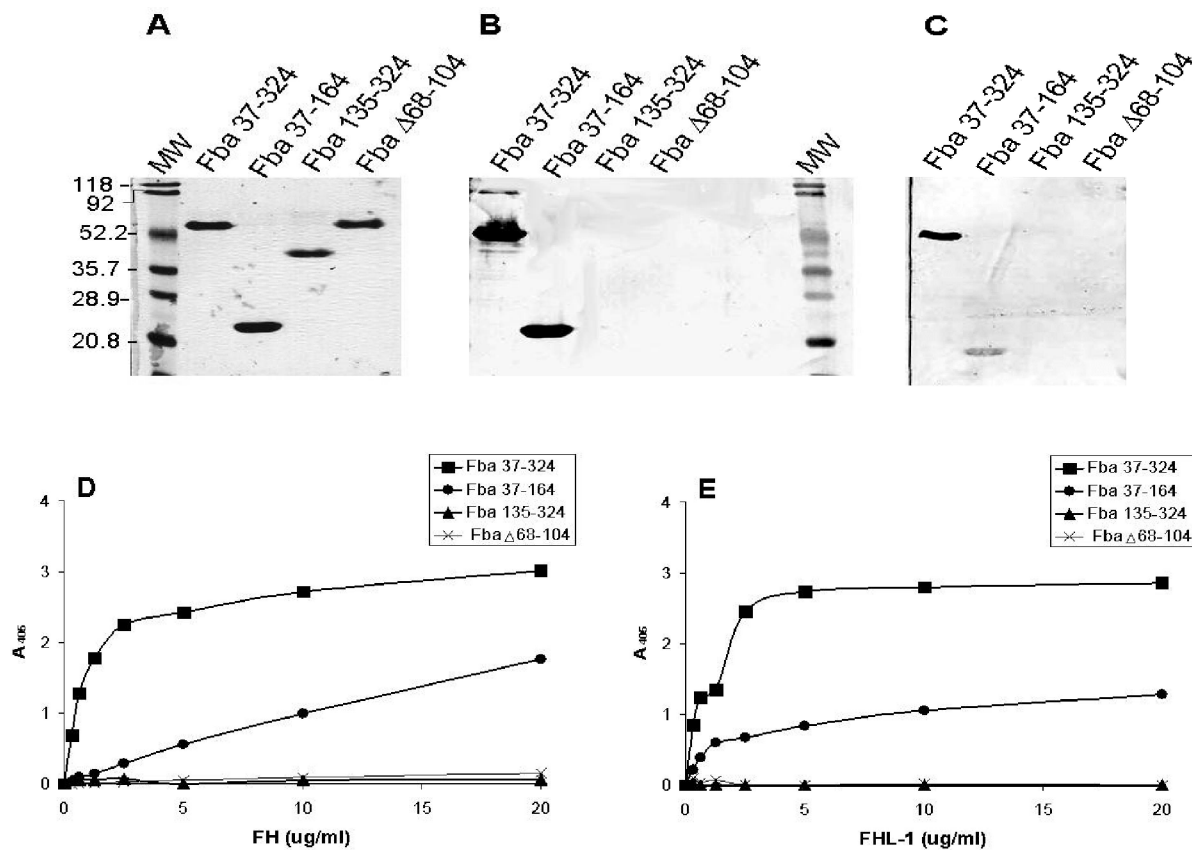 A
MW
Fba 37-324
Fba 37-164
Fba 135-324
Fba Δ68-104
118
92
52.2
35.7
28.9
20.8
B
Fba 37-324
Fba 37-164
Fba 135-324
Fba Δ68-104
MW
C
Fba 37-324
Fba 37-164
Fba 135-324
Fba Δ68-104
D
Fba 37-324
Fba 37-164
Fba 135-324
Fba Δ68-104
A405
4
3
2
1
0
0 5 10 15 20
FH (ug/ml)
E
Fba 37-324
Fba 37-164
Fba 135-324
Fba Δ68-104
A405
4
3
2
1
0
0 5 10 15 20
FHL-1 (ug/ml)